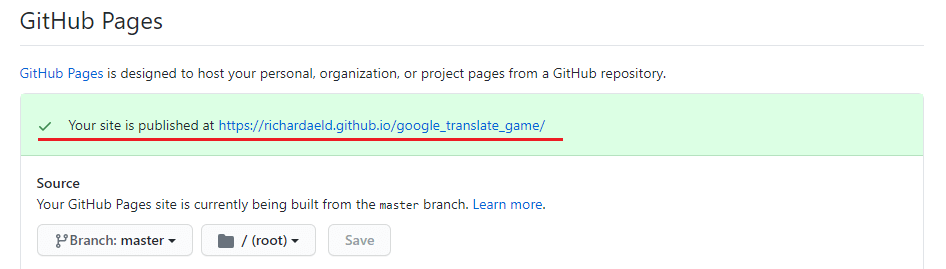 GitHub Pages
GitHub Pages is designed to host your personal, organization, or project pages from a GitHub repository.
Your site is published at https://richardaeld.github.io/google_translate_game/
Source
Your GitHub Pages site is currently being built from the master branch. Learn more.
Branch: master / (root) Save